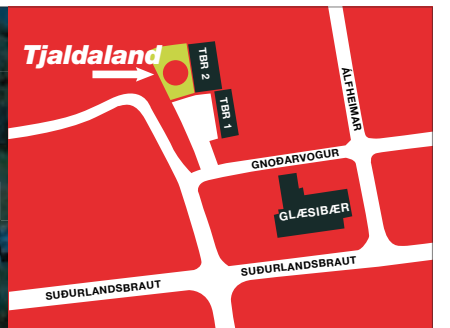 Tjaldaland
TBR 2
TBR 1
ÁLFHEIMAR
GNOÐARVOGUR
GLÆSIBÆR
SUÐURLANDSBRAUT
SUÐURLANDSBRAUT